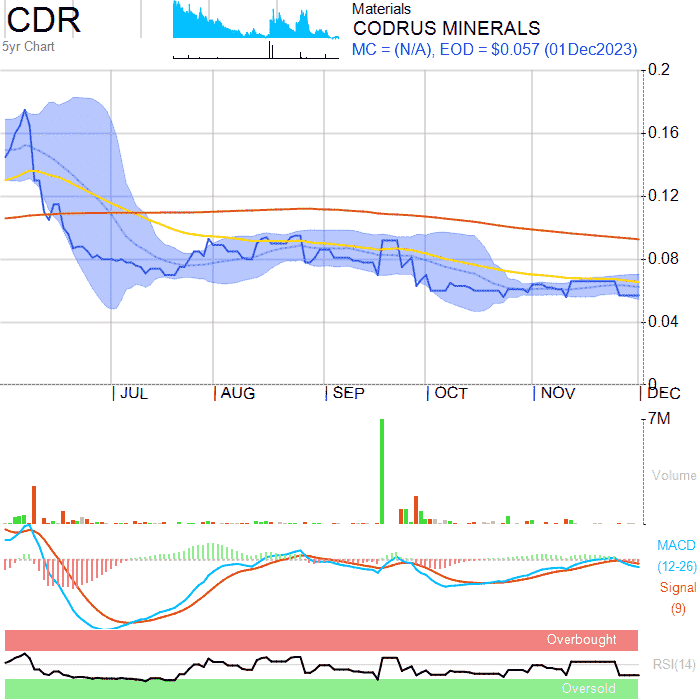 CDR
5yr Chart
Materials
CODRUS MINERALS
MC = (N/A), EOD = $0.057 (01Dec2023)
0.2
0.16
0.12
0.08
0.04
0
JUL AUG SEP OCT NOV DEC
7M
Volume
MACD
(12-26)
Signal
(9)
Overbought
RSI(14)
Oversold